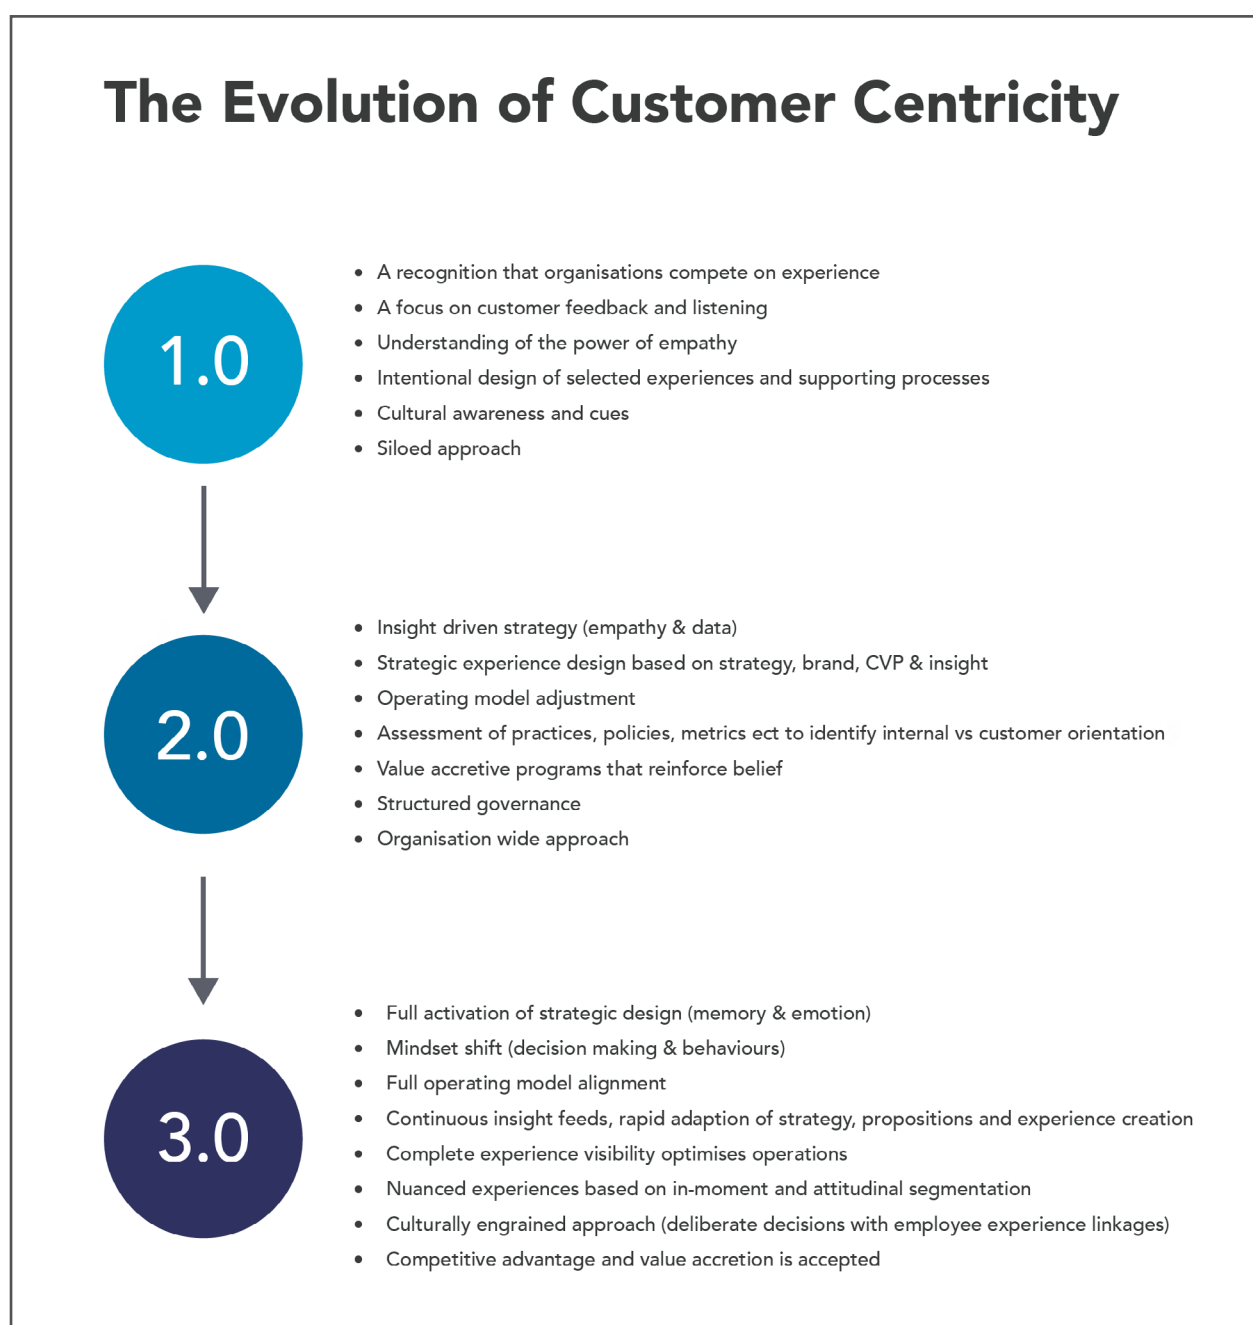 The Evolution of Customer Centricity
1.0
• A recognition that organisations compete on experience
• A focus on customer feedback and listening
• Understanding of the power of empathy
• Intentional design of selected experiences and supporting processes
• Cultural awareness and cues
• Siloed approach
2.0
• Insight driven strategy (empathy & data)
• Strategic experience design based on strategy, brand, CVP & insight
• Operating model adjustment
• Assessment of practices, policies, metrics ect to identify internal vs customer orientation
• Value accretive programs that reinforce belief
• Structured governance
• Organisation wide approach
3.0
• Full activation of strategic design (memory & emotion)
• Mindset shift (decision making & behaviours)
• Full operating model alignment
• Continuous insight feeds, rapid adaption of strategy, propositions and experience creation
• Complete experience visibility optimises operations
• Nuanced experiences based on in-moment and attitudinal segmentation
• Culturally engrained approach (deliberate decisions with employee experience linkages)
• Competitive advantage and value accretion is accepted